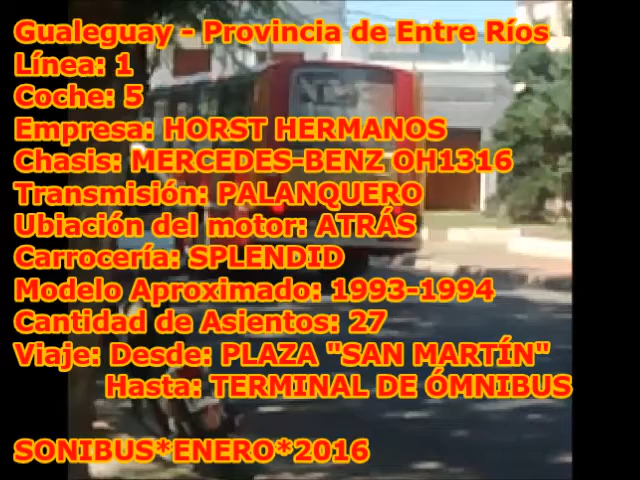 Gualeguay - Provincia de Entre Ríos
Línea: 1
Coche: 5
Empresa: HORST HERMANOS
Chasis: MERCEDES-BENZ OH1316
Transmisión: PALANQUERO
Ubiación del motor: ATRÁS
Carrocería: SPLENDID
Modelo Aproximado: 1993-1994
Cantidad de Asientos: 27
Viaje: Desde: PLAZA "SAN MARTÍN"
Hasta: TERMINAL DE ÓMNIBUS
SONIBUS*ENERO*2016